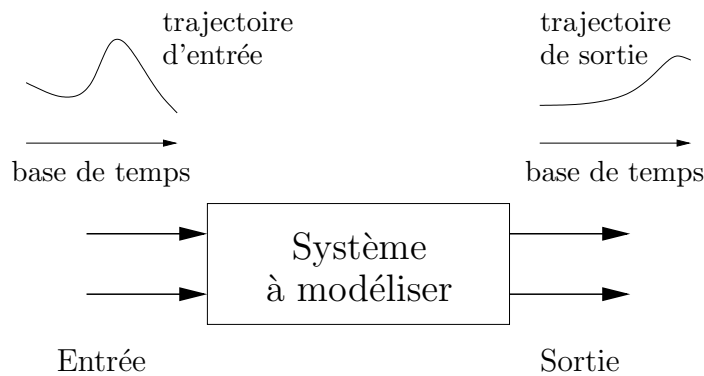 trajectoire
d'entrée
trajectoire
de sortie
base de temps
base de temps
Système
à modéliser
Entrée
Sortie